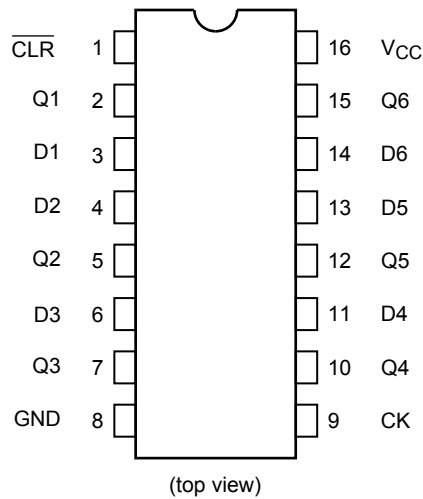 C̅L̅R̅ 1 16 VCC
Q1 2 15 Q6
D1 3 14 D6
D2 4 13 D5
Q2 5 12 Q5
D3 6 11 D4
Q3 7 10 Q4
GND 8 9 CK
(top view)